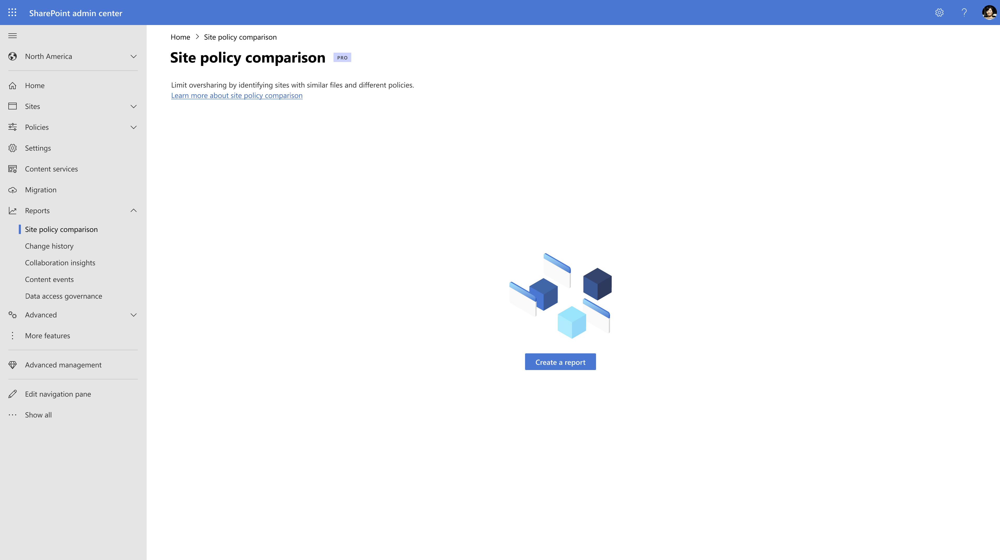 SharePoint admin center
North America
Home
Sites
Policies
Settings
Content services
Migration
Reports
Site policy comparison
Change history
Collaboration insights
Content events
Data access governance
Advanced
More features
Advanced management
Edit navigation pane
Show all
Home > Site policy comparison
Site policy comparison PRO
Limit oversharing by identifying sites with similar files and different policies.
Learn more about site policy comparison
Create a report